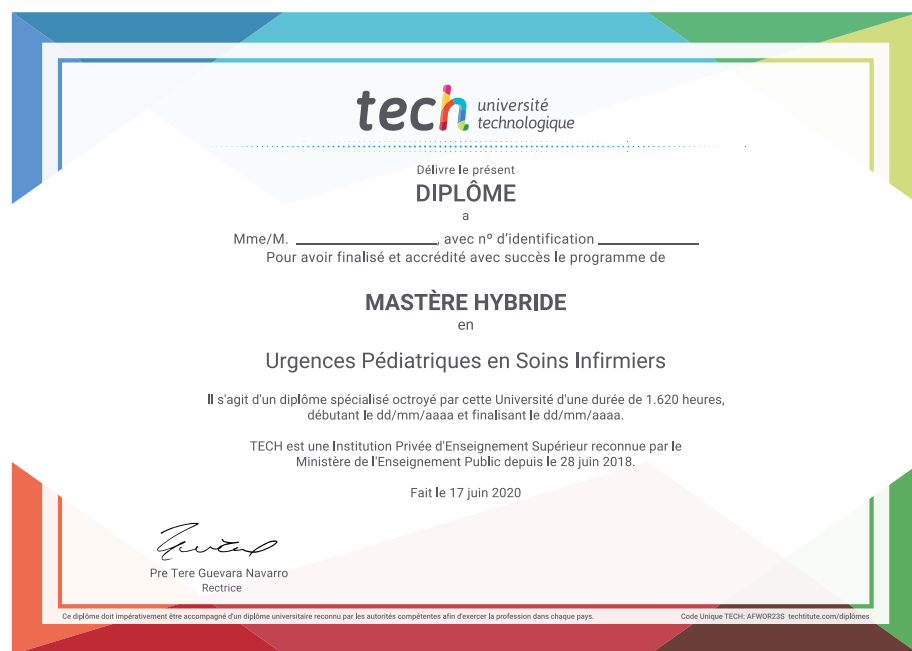 tech université
technologique
Délivre le présent
DIPLÔME
a
Mme/M. ____________________, avec nº d'identification ______________
Pour avoir finalisé et accrédité avec succès le programme de
MASTÈRE HYBRIDE
en
Urgences Pédiatriques en Soins Infirmiers
Il s'agit d'un diplôme spécialisé octroyé par cette Université d'une durée de 1.620 heures,
débutant le dd/mm/aaaa et finalisant le dd/mm/aaaa.
TECH est une Institution Privée d'Enseignement Supérieur reconnue par le
Ministère de l'Enseignement Public depuis le 28 juin 2018.
Fait le 17 juin 2020
Pre Tere Guevara Navarro
Rectrice
Ce diplôme doit impérativement être accompagné d'un diplôme universitaire reconnu par les autorités compétentes afin d'exercer la profession dans chaque pays.
Code Unique TECH: AFWOR23S techtitute.com/diplômes